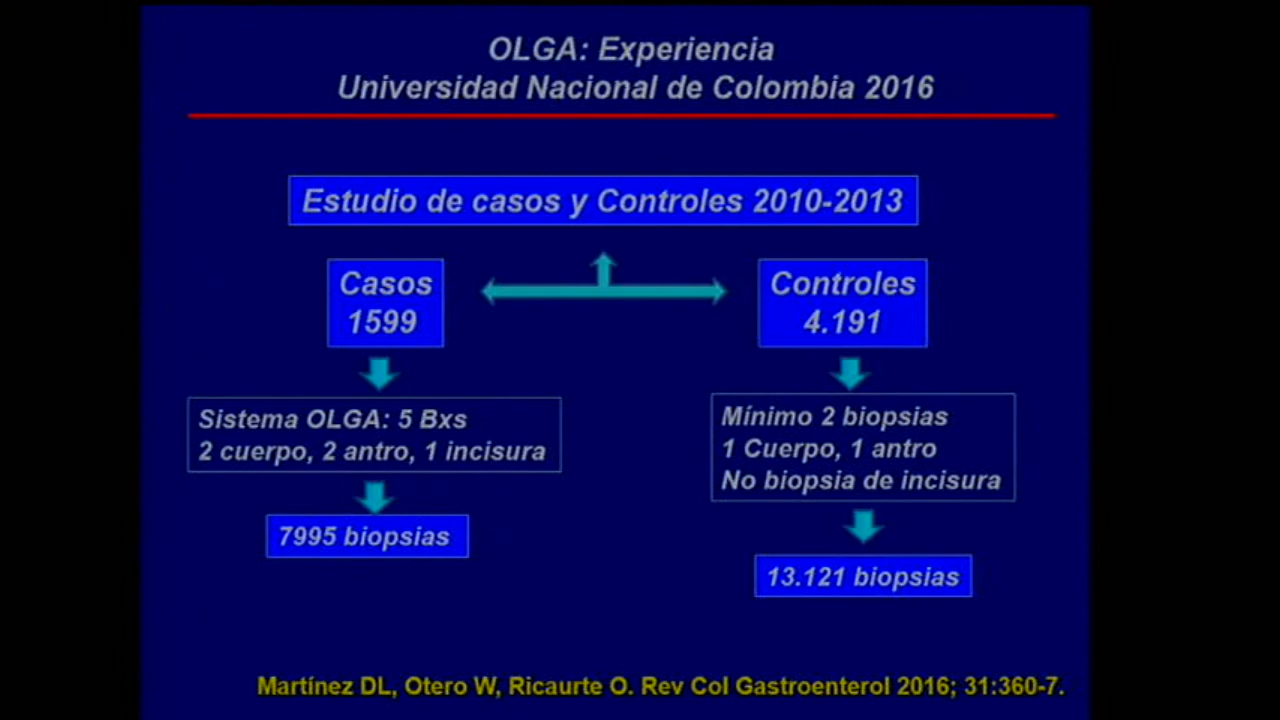 OLGA: Experiencia
Universidad Nacional de Colombia 2016
Estudio de casos y Controles 2010-2013
Casos
1599
Controles
4.191
Sistema OLGA: 5 Bxs
2 cuerpo, 2 antro, 1 incisura
Mínimo 2 biopsias
1 Cuerpo, 1 antro
No biopsia de incisura
7995 biopsias
13.121 biopsias
Martínez DL, Otero W, Ricaurte O. Rev Col Gastroenterol 2016; 31:360-7.